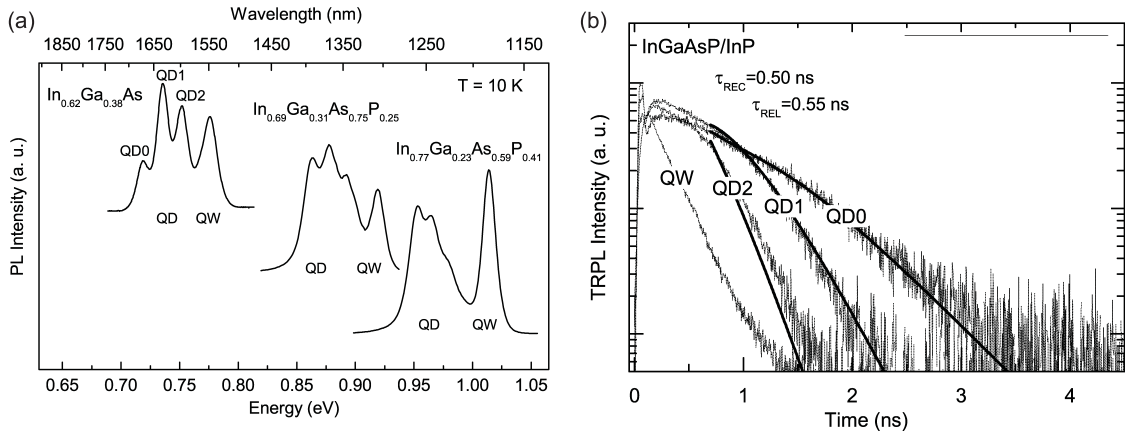 (a)
Wavelength (nm)
1850 1750 1650 1550 1450 1350 1250 1150
T = 10 K
In0.62Ga0.38As
QD1
QD2
QD0
QD QW
In0.69Ga0.31As0.75P0.25
QD QW
In0.77Ga0.23As0.59P0.41
QD QW
PL Intensity (a. u.)
0.65 0.70 0.75 0.80 0.85 0.90 0.95 1.00 1.05
Energy (eV)
(b)
InGaAsP/InP
τREC=0.50 ns
τREL=0.55 ns
QW
QD2
QD1
QD0
TRPL Intensity (a. u.)
0 1 2 3 4
Time (ns)